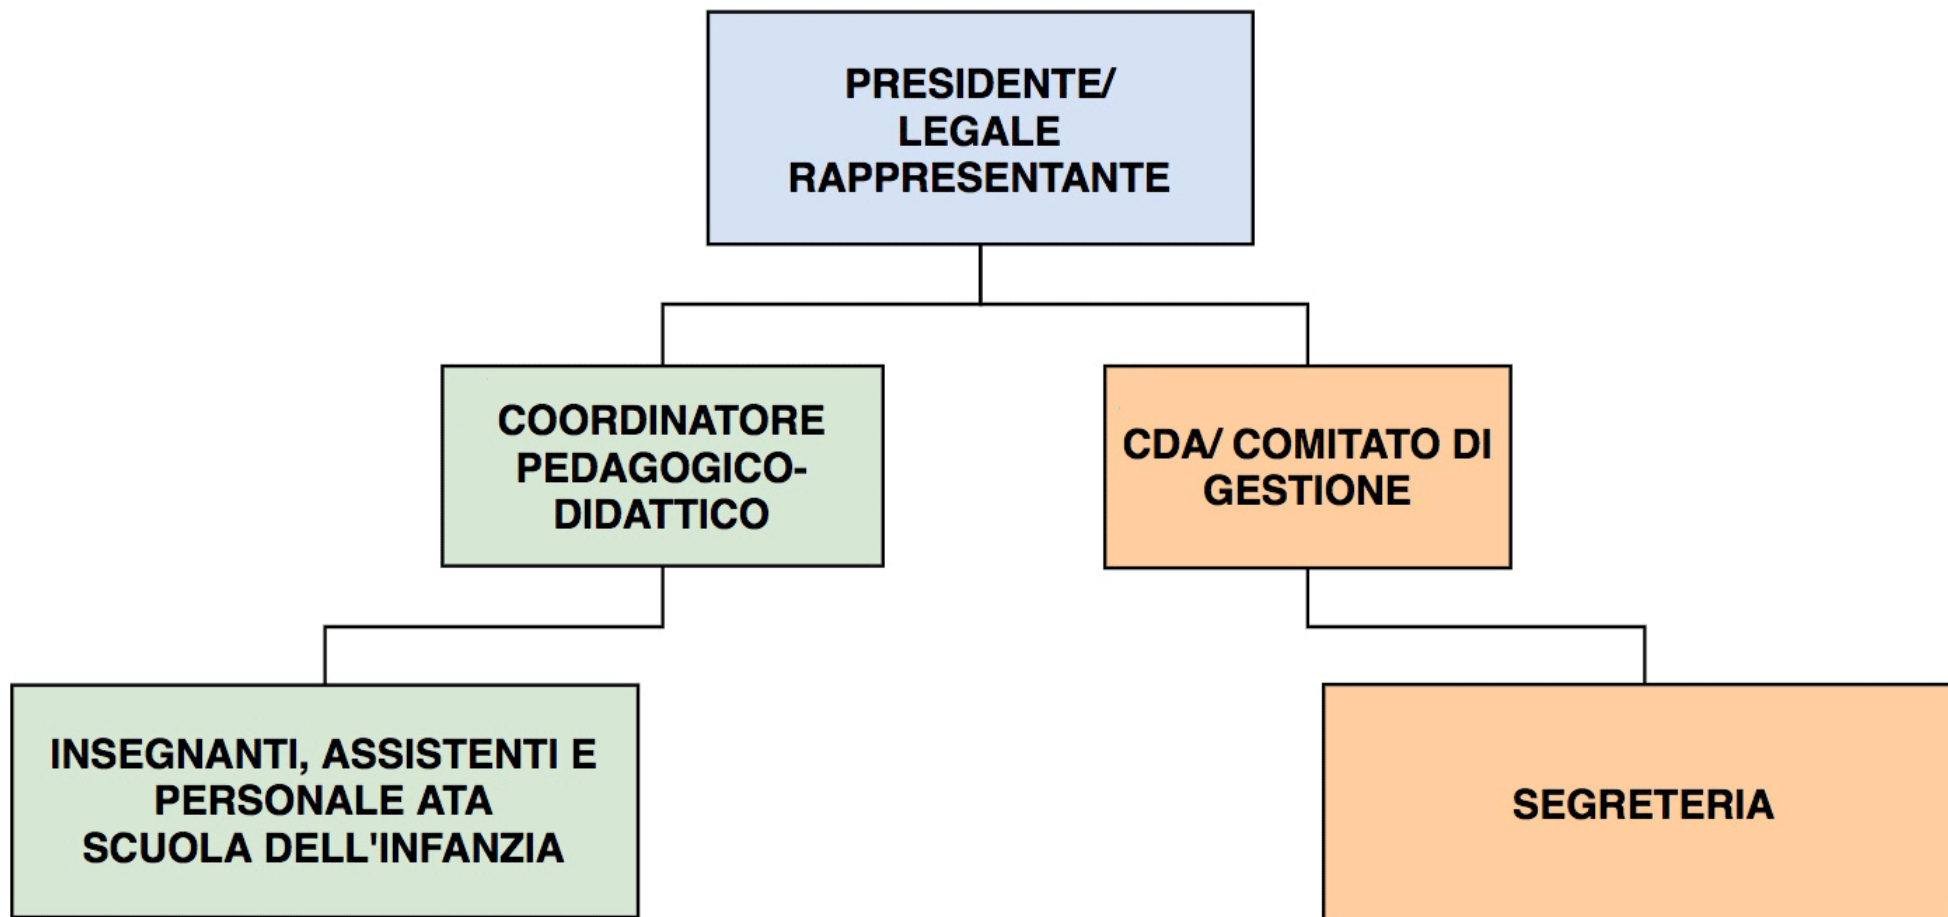 PRESIDENTE/
LEGALE
RAPPRESENTANTE
COORDINATORE
PEDAGOGICO-
DIDATTICO
CDA/ COMITATO DI
GESTIONE
INSEGNANTI, ASSISTENTI E
PERSONALE ATA
SCUOLA DELL'INFANZIA
SEGRETERIA